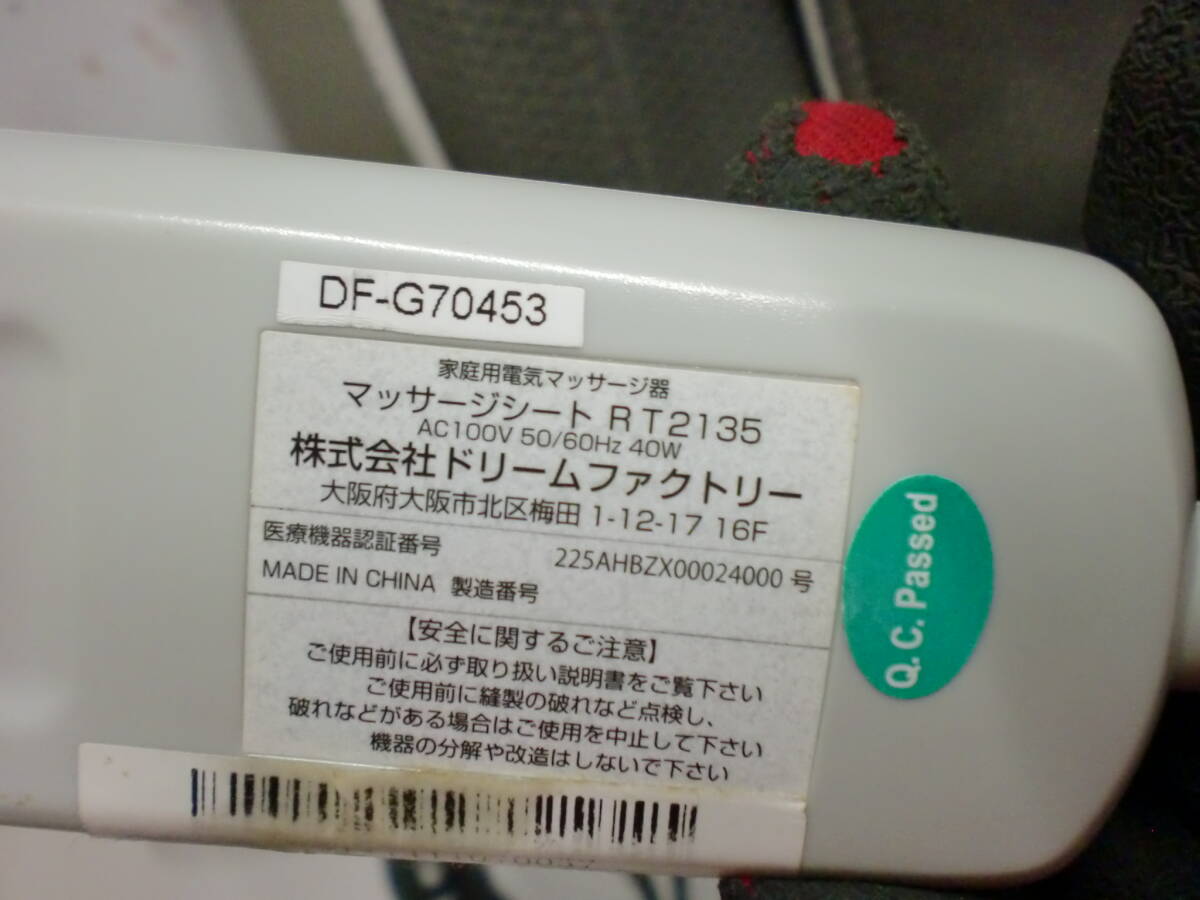 DF-G70453
家庭用電気マッサージ器
マッサージシート RT2135
AC100V 50/60Hz 40W
株式会社ドリームファクトリー
大阪府大阪市北区梅田 1-12-17 16F
医療機器認証番号 225AHBZX00024000 号
MADE IN CHINA 製造番号
【安全に関するご注意】
ご使用前に必ず取り扱い説明書をご覧下さい
ご使用前に縫製の破れなど点検し、
破れなどがある場合はご使用を中止して下さい
機器の分解や改造はしないで下さい
Q.C. Passed